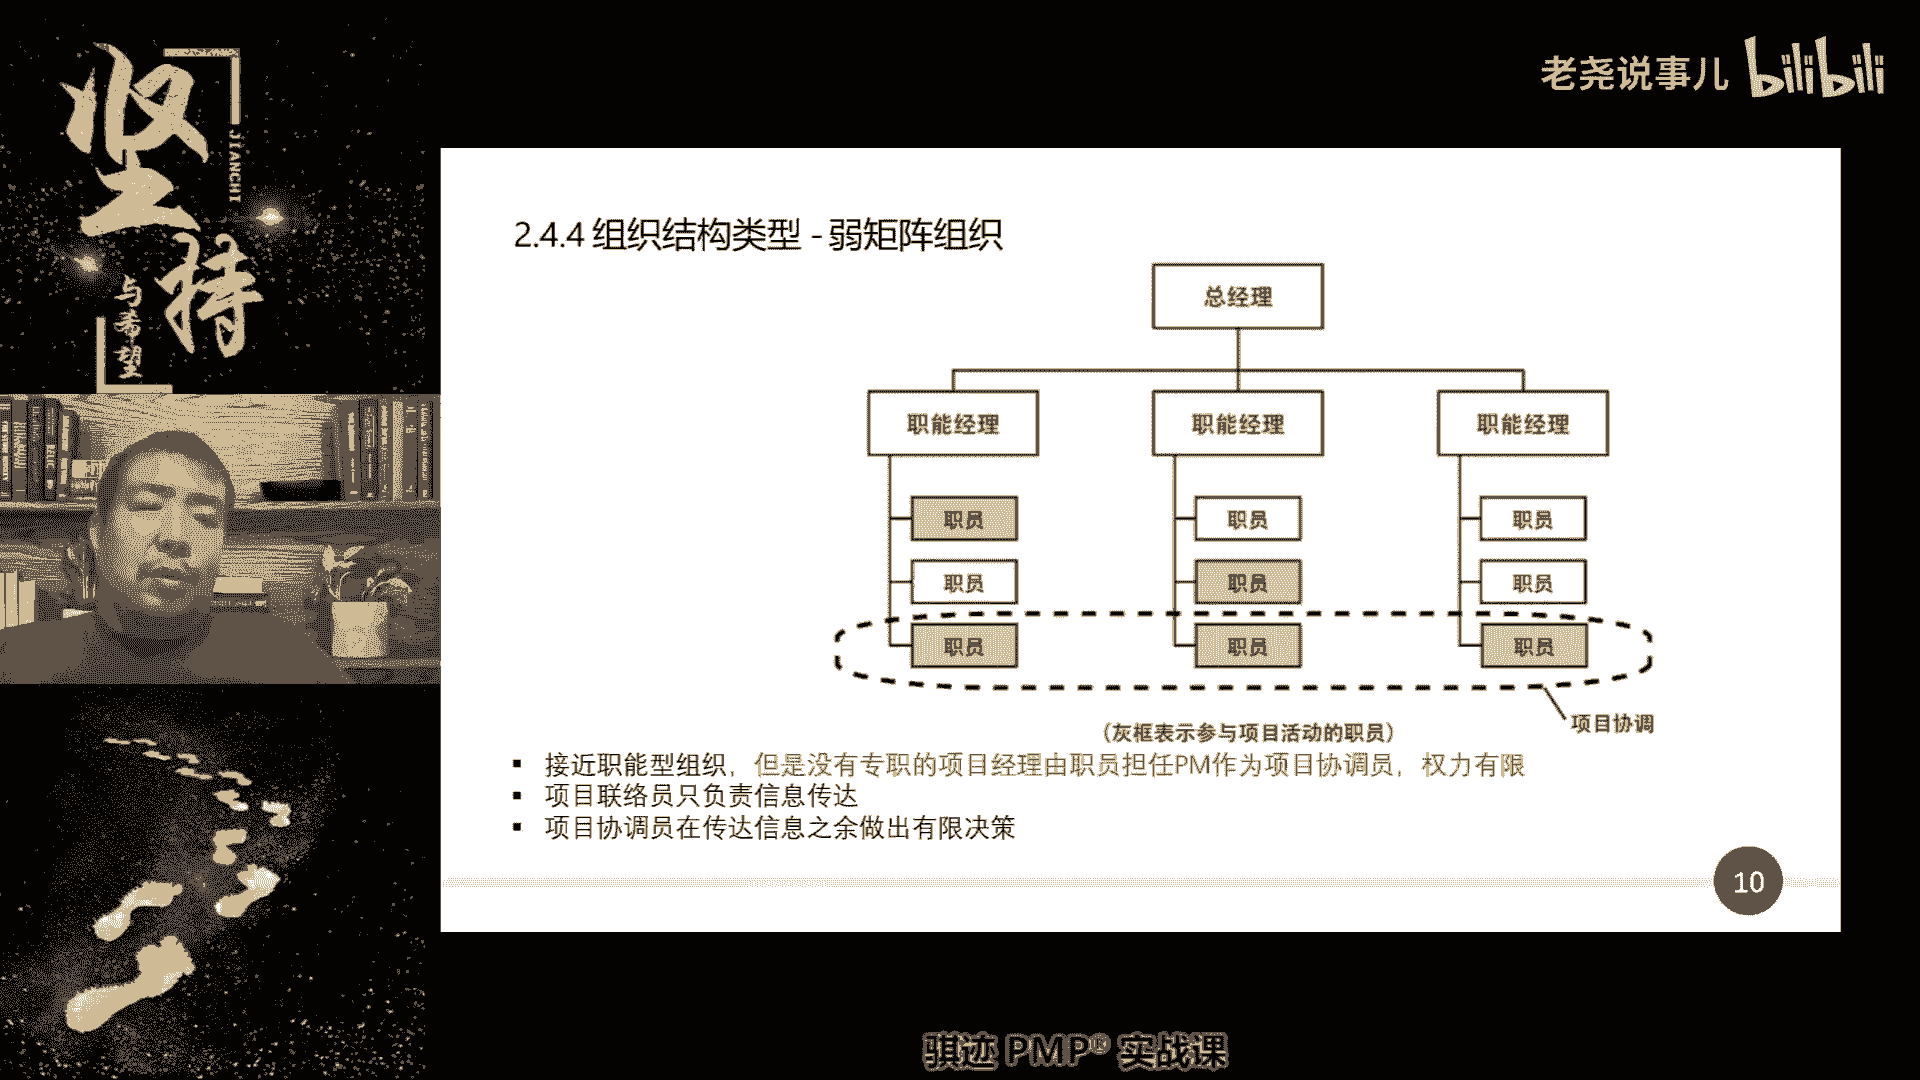 坚持
JIANCHI
与希望
老尧说事儿 bilibili
2.4.4 组织结构类型 - 弱矩阵组织
总经理
职能经理 职能经理 职能经理
职员 职员 职员
职员 职员 职员
职员 职员 职员
项目协调
（灰框表示参与项目活动的职员）
▪ 接近职能型组织，但是没有专职的项目经理由职员担任PM作为项目协调员，权力有限
▪ 项目联络员只负责信息传达
▪ 项目协调员在传达信息之余做出有限决策
10
骐迹 PMP® 实战课